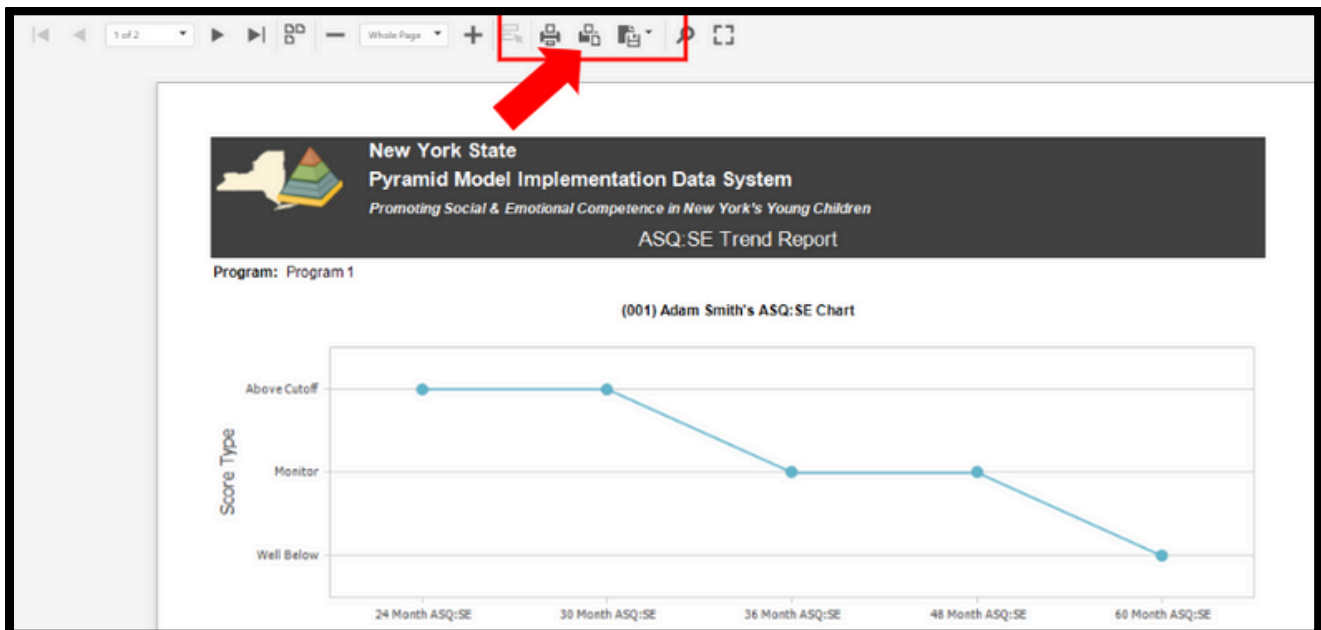 1 of 2
Whole Page
New York State
Pyramid Model Implementation Data System
Promoting Social & Emotional Competence in New York's Young Children
ASQ:SE Trend Report
Program: Program 1
(001) Adam Smith's ASQ:SE Chart
Above Cutoff
Monitor
Well Below
Score Type
24 Month ASQ:SE
30 Month ASQ:SE
36 Month ASQ:SE
48 Month ASQ:SE
60 Month ASQ:SE